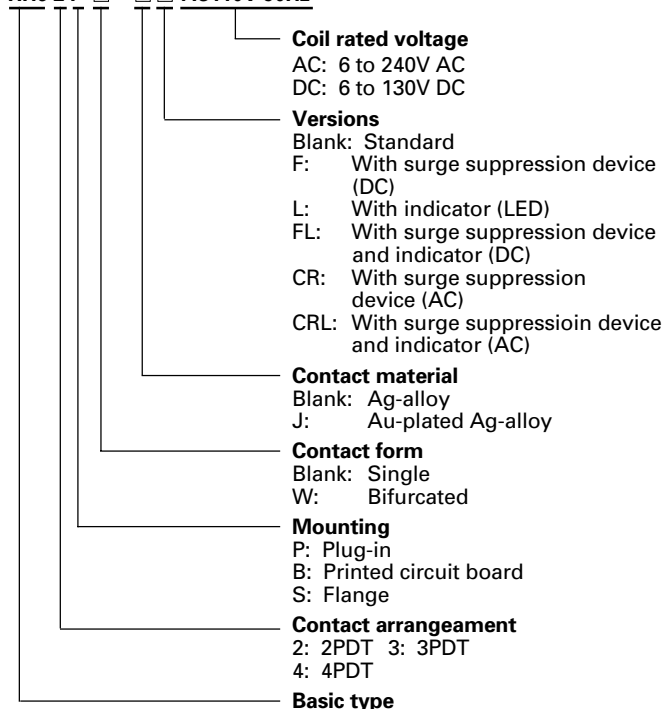 Coil rated voltage
AC: 6 to 240V AC
DC: 6 to 130V DC
Versions
Blank: Standard
F: With surge suppression device
(DC)
L: With indicator (LED)
FL: With surge suppression device
and indicator (DC)
CR: With surge suppression
device (AC)
CRL: With surge suppressioin device
and indicator (AC)
Contact material
Blank: Ag-alloy
J: Au-plated Ag-alloy
Contact form
Blank: Single
W: Bifurcated
Mounting
P: Plug-in
B: Printed circuit board
S: Flange
Contact arrangeament
2: 2PDT 3: 3PDT
4: 4PDT
Basic type